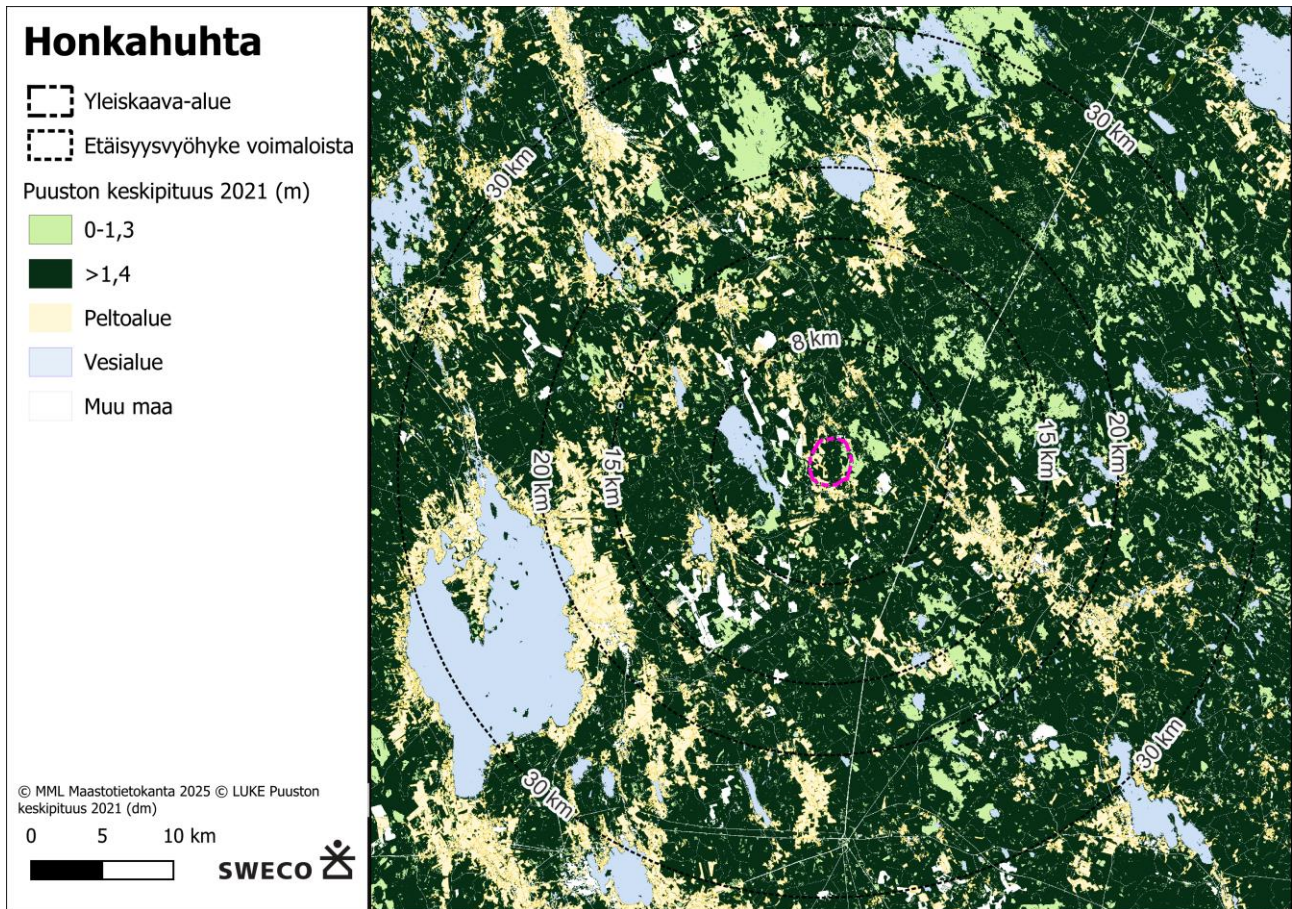 Honkahuhta
Yleiskaava-alue
Etäisyysvyöhyke voimaloista
Puuston keskipituus 2021 (m)
0-1,3
>1,4
Peltoalue
Vesialue
Muu maa
© MML Maastotietokanta 2025 © LUKE Puuston
keskipituus 2021 (dm)
0 5 10 km
SWECO
30 km
30 km
8 km
20 km
15 km
15 km
20 km
30 km
30 km